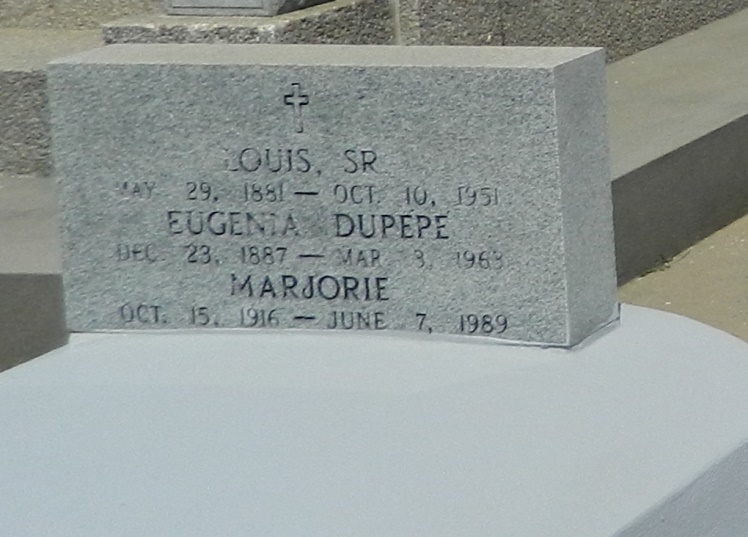 LOUIS, SR.
MAY 29, 1881 — OCT. 10, 1951
EUGENIA DUPEPE
DEC. 23, 1887 — MAR. 3, 1963
MARJORIE
OCT. 15, 1916 — JUNE 7, 1989